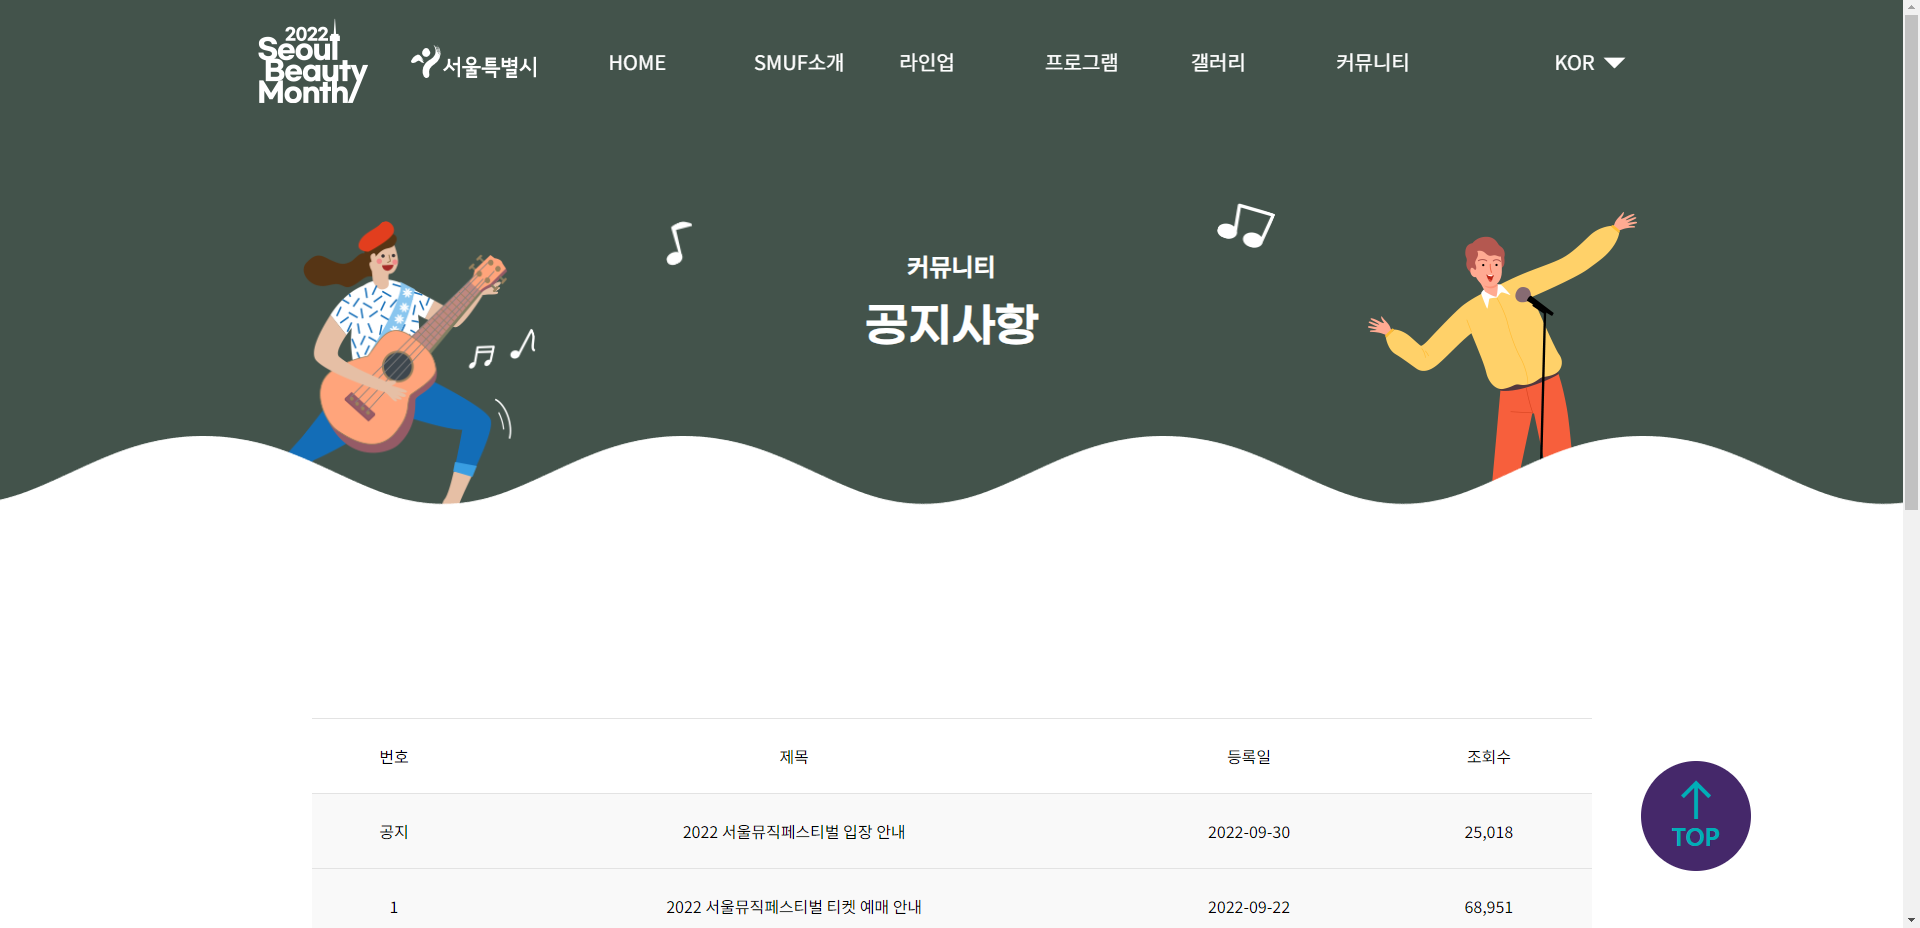 2022
Seoul
Beauty
Month
서울특별시
HOME
SMUF소개
라인업
프로그램
갤러리
커뮤니티
KOR
커뮤니티
공지사항
번호 제목 등록일 조회수
공지 2022 서울뮤직페스티벌 입장 안내 2022-09-30 25,018
1 2022 서울뮤직페스티벌 티켓 예매 안내 2022-09-22 68,951
TOP